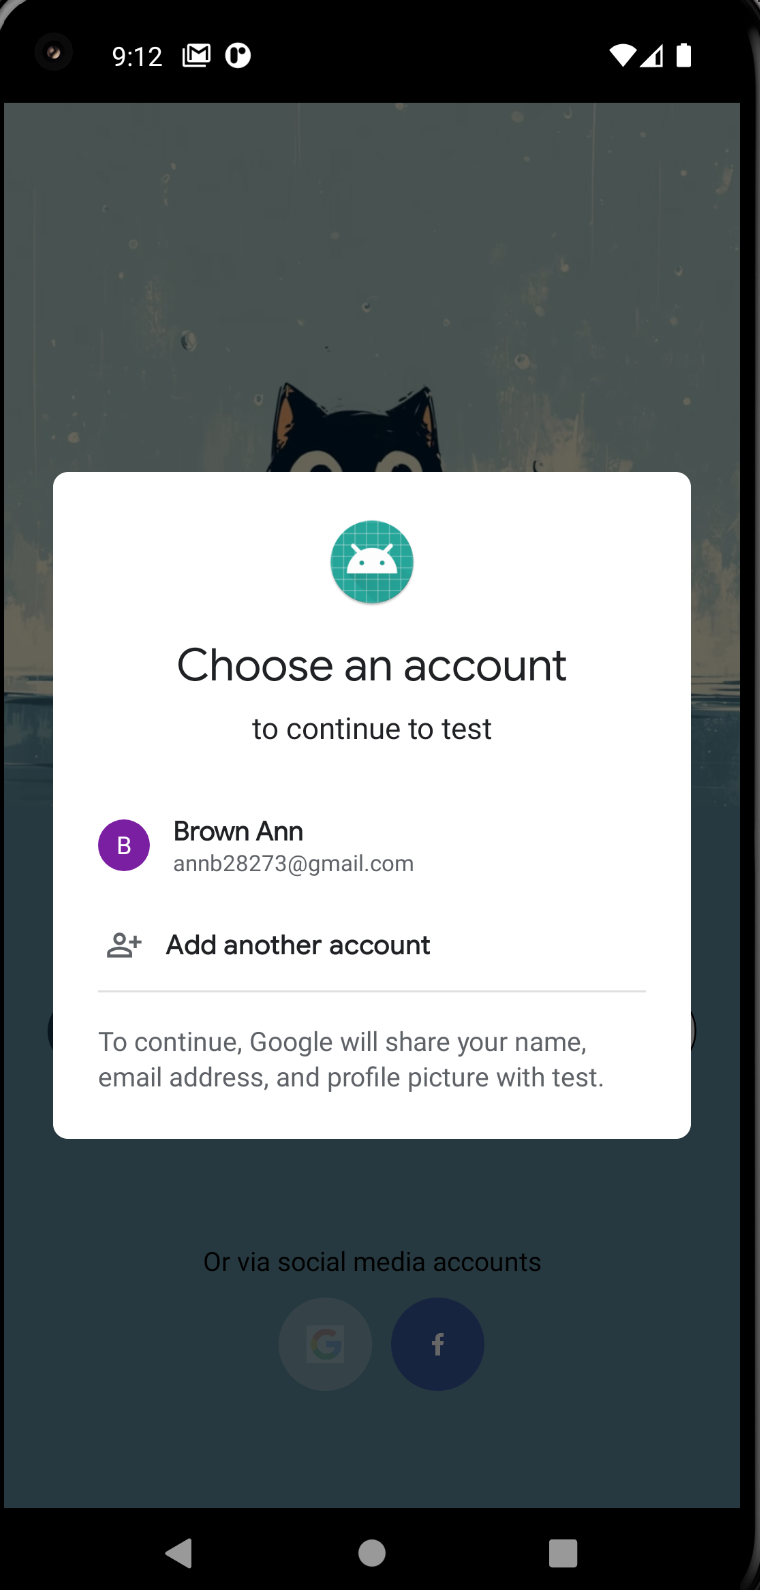 9:12
Choose an account
to continue to test
B
Brown Ann
annb28273@gmail.com
Add another account
To continue, Google will share your name,
email address, and profile picture with test.
Or via social media accounts
G f